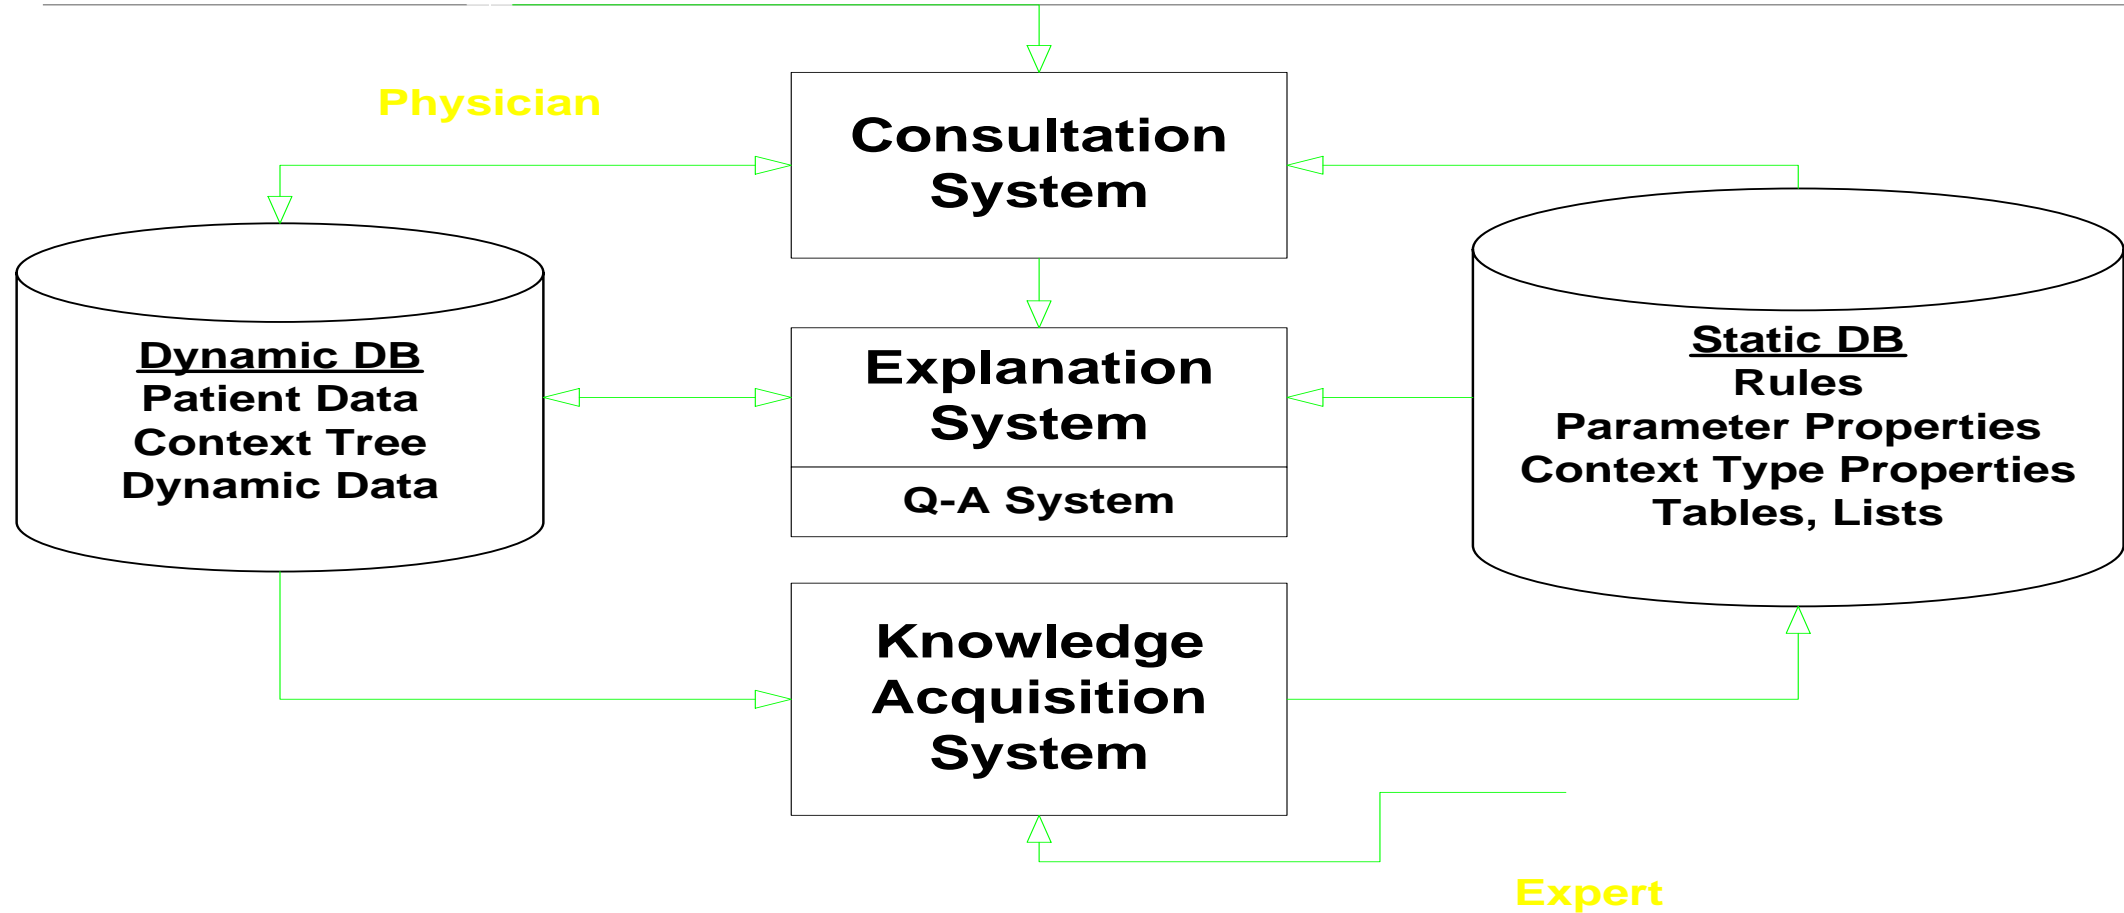 Physician
Consultation
System
Dynamic DB
Patient Data
Context Tree
Dynamic Data
Explanation
System
Q-A System
Static DB
Rules
Parameter Properties
Context Type Properties
Tables, Lists
Knowledge
Acquisition
System
Expert